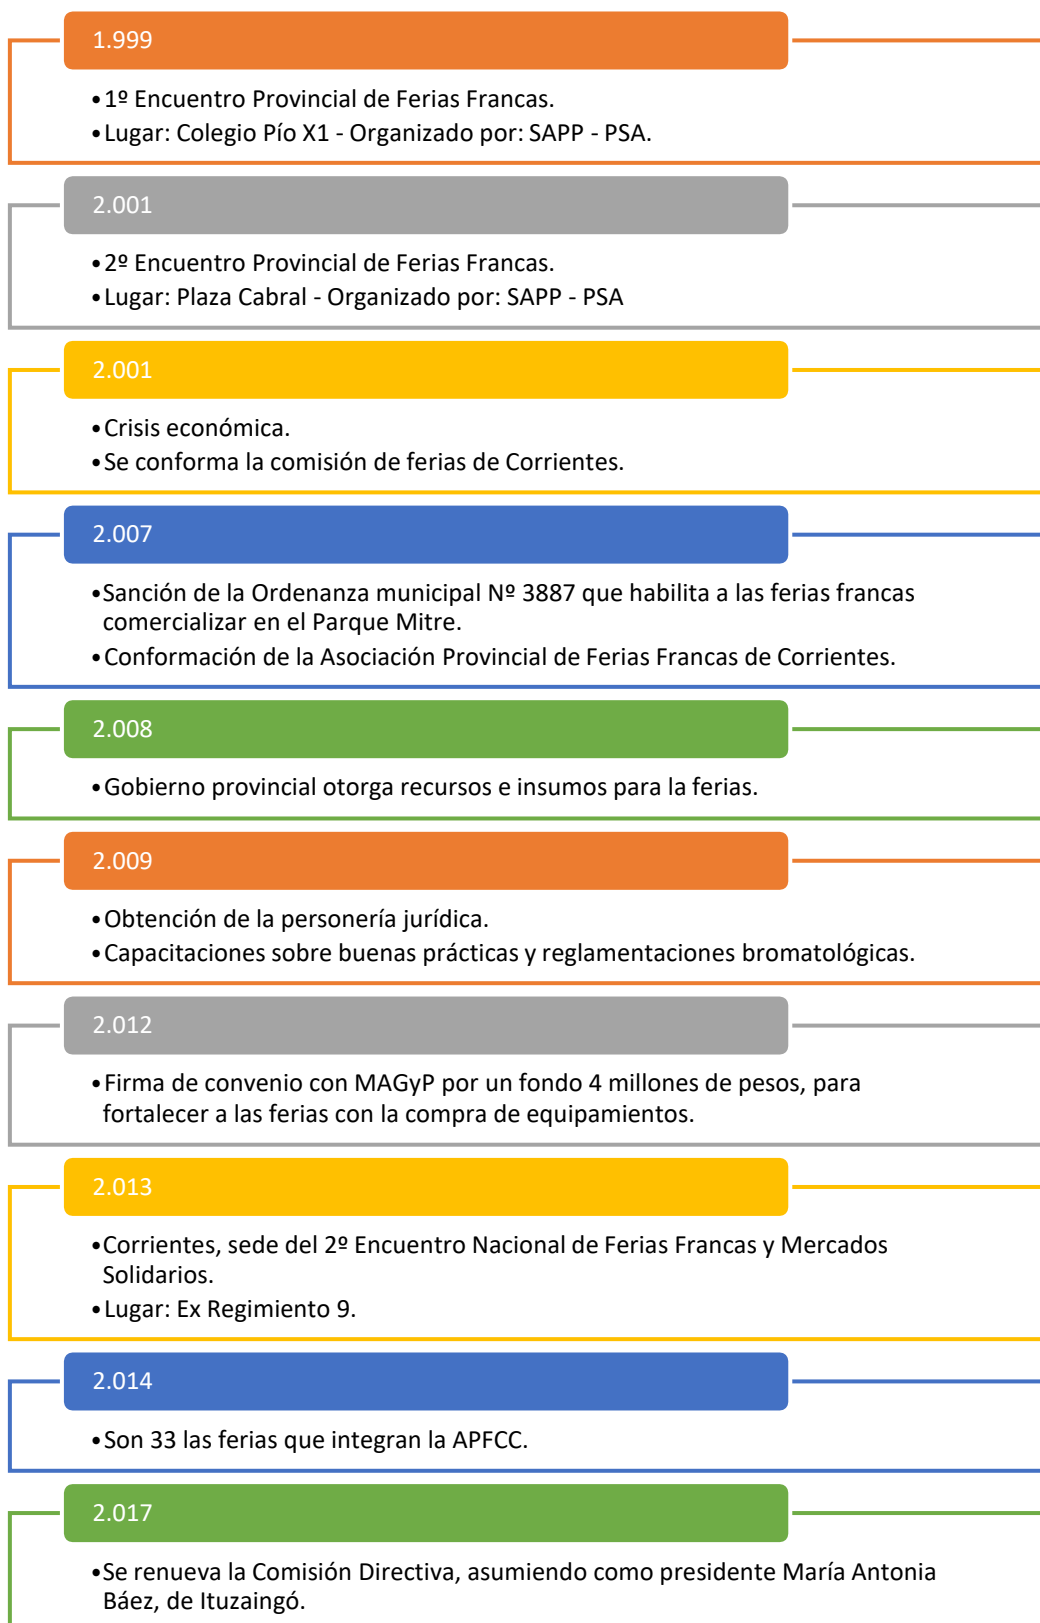 1.999
•1º Encuentro Provincial de Ferias Francas.
•Lugar: Colegio Pío X1 - Organizado por: SAPP - PSA.
2.001
•2º Encuentro Provincial de Ferias Francas.
•Lugar: Plaza Cabral - Organizado por: SAPP - PSA
2.001
•Crisis económica.
•Se conforma la comisión de ferias de Corrientes.
2.007
•Sanción de la Ordenanza municipal Nº 3887 que habilita a las ferias francas
comercializar en el Parque Mitre.
•Conformación de la Asociación Provincial de Ferias Francas de Corrientes.
2.008
•Gobierno provincial otorga recursos e insumos para la ferias.
2.009
•Obtención de la personería jurídica.
•Capacitaciones sobre buenas prácticas y reglamentaciones bromatológicas.
2.012
•Firma de convenio con MAGyP por un fondo 4 millones de pesos, para
fortalecer a las ferias con la compra de equipamientos.
2.013
•Corrientes, sede del 2º Encuentro Nacional de Ferias Francas y Mercados
Solidarios.
•Lugar: Ex Regimiento 9.
2.014
•Son 33 las ferias que integran la APFCC.
2.017
•Se renueva la Comisión Directiva, asumiendo como presidente María Antonia
Báez, de Ituzaingó.